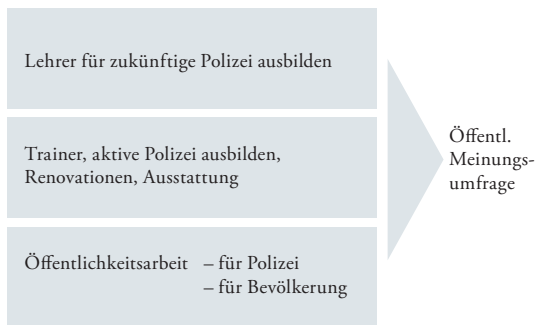 Lehrer für zukünftige Polizei ausbilden
Trainer, aktive Polizei ausbilden,
Renovationen, Ausstattung
Öffentlichkeitsarbeit – für Polizei
– für Bevölkerung
Öffentl.
Meinungs-
umfrage